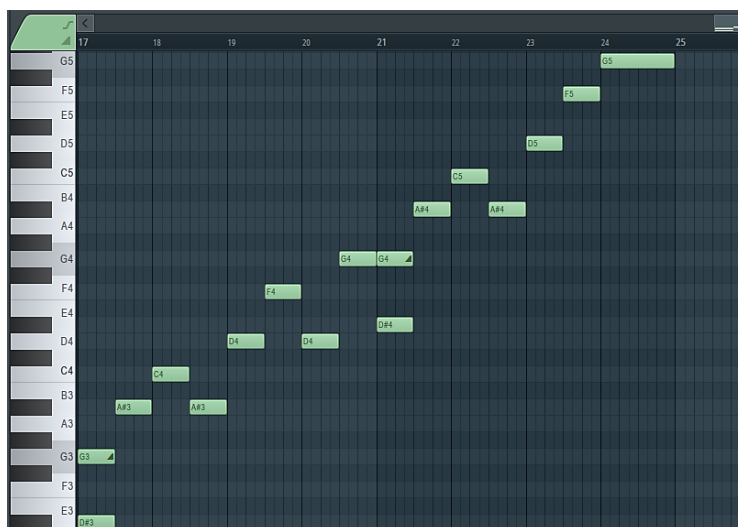 17 18 19 20 21 22 23 24 25
G5 G5
F5 F5
E5
D5 D5
C5 C5
B4
A#4 A#4
A4
G4 G4 G4
F4 F4
E4
D#4
D4 D4 D4
C4 C4
B3
A#3 A#3
A3
G3 G3
F3
E3
D#3